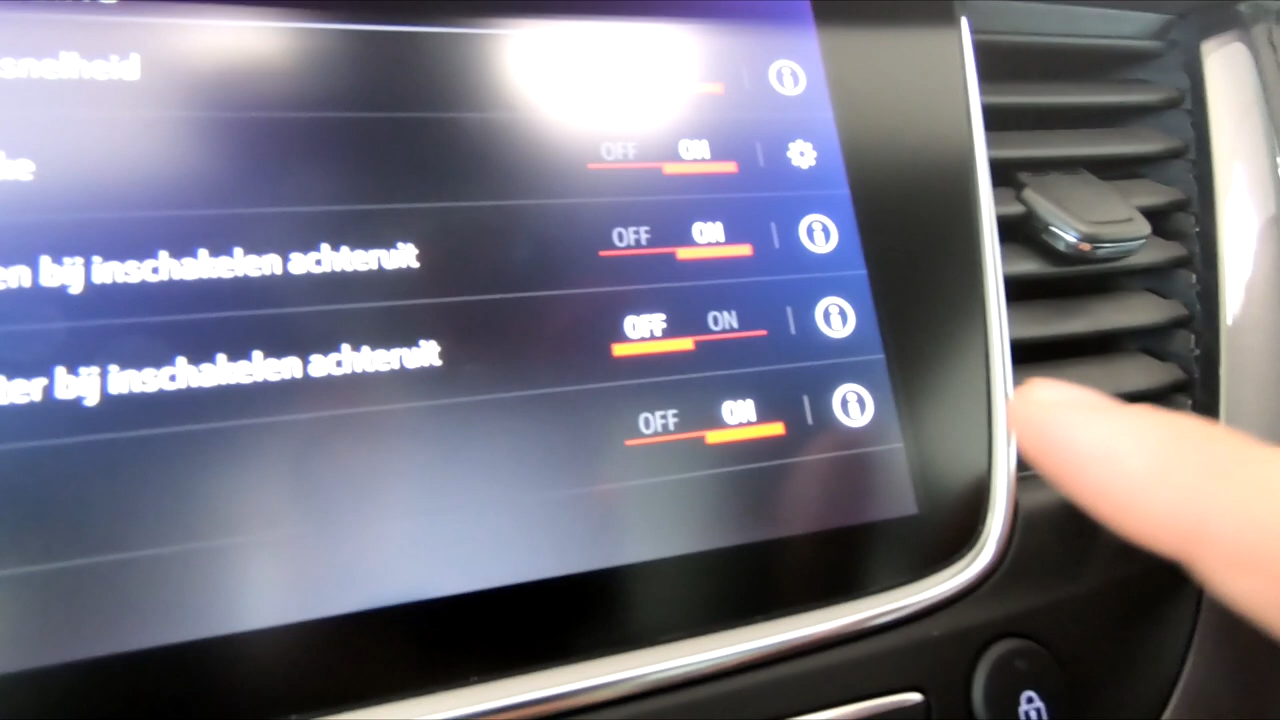 snelheid
OFF ON
en bij inschakelen achteruit OFF ON
er bij inschakelen achteruit OFF ON
OFF ON